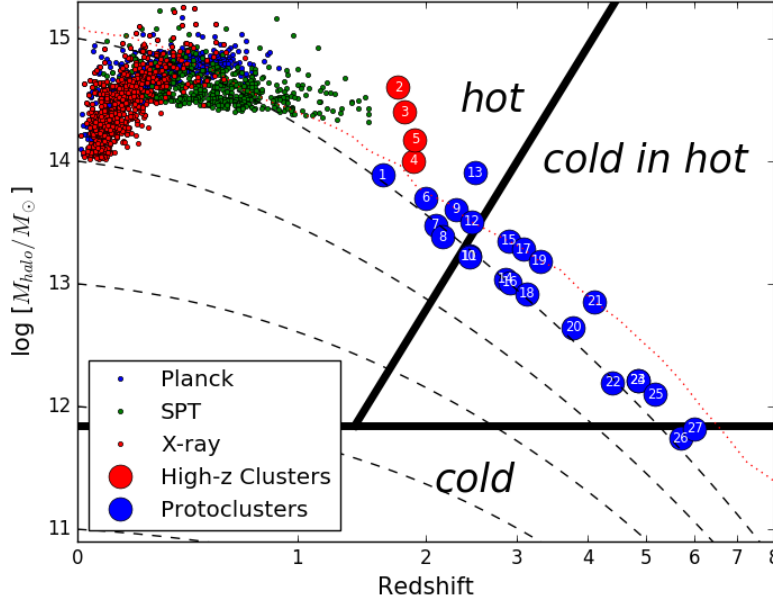 15
14
13
12
11
log [M_halo/M_⊙]
hot
cold in hot
cold
2
3
5
4
13
1
6
9
7
12
8
10
11
15
17
14
16
19
18
21
20
22
24
25
27
26
Planck
SPT
X-ray
High-z Clusters
Protoclusters
0 1 2 3 4 5 6 7 8
Redshift